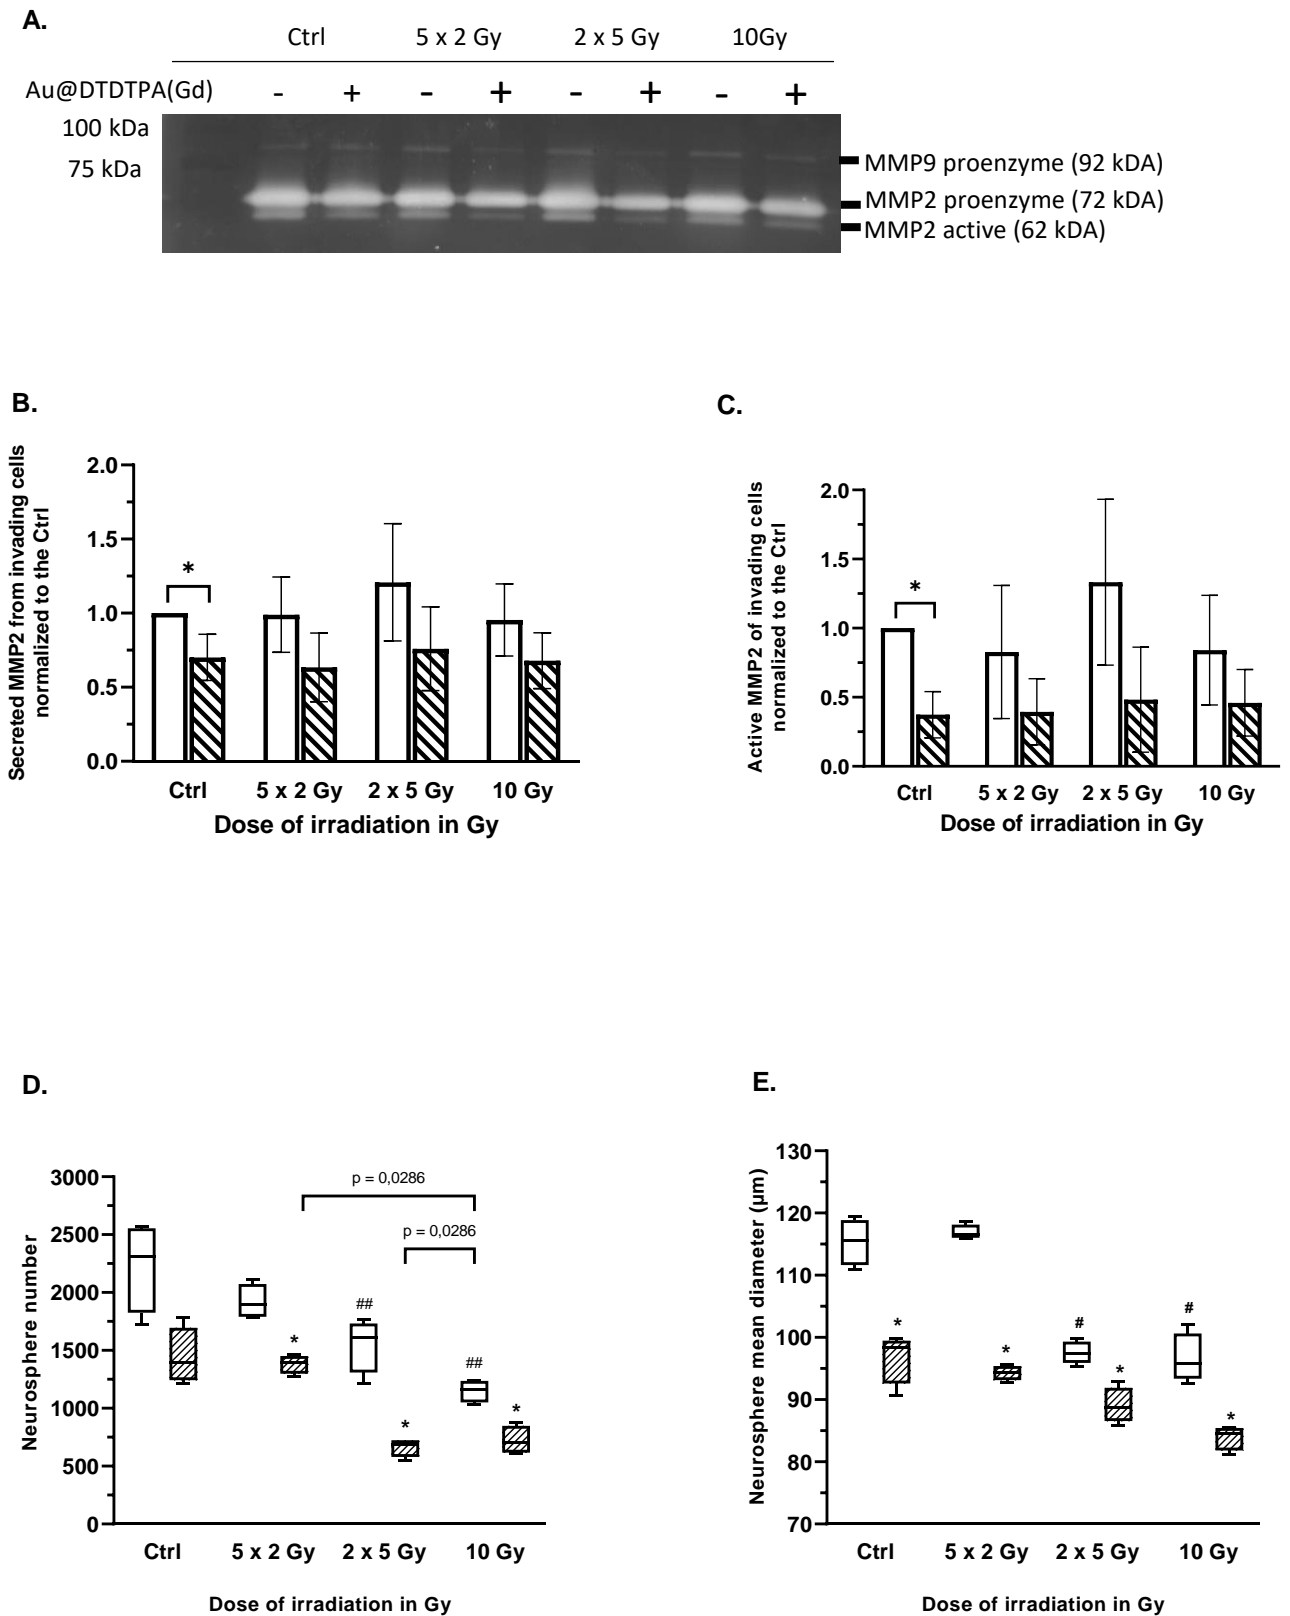 A.
Ctrl 5 x 2 Gy 2 x 5 Gy 10Gy
Au@DTDTPA(Gd) - + - + - + - +
100 kDa
75 kDa
MMP9 proenzyme (92 kDA)
MMP2 proenzyme (72 kDA)
MMP2 active (62 kDA)
B.
Secreted MMP2 from invading cells
normalized to the Ctrl
2.0
1.5
1.0
0.5
0.0
*
Ctrl 5 x 2 Gy 2 x 5 Gy 10 Gy
Dose of irradiation in Gy
C.
Active MMP2 of invading cells
normalized to the Ctrl
2.0
1.5
1.0
0.5
0.0
*
Ctrl 5 x 2 Gy 2 x 5 Gy 10 Gy
Dose of irradiation in Gy
D.
Neurosphere number
3000
2500
2000
1500
1000
500
0
p = 0,0286
p = 0,0286
##
*
##
*
*
Ctrl 5 x 2 Gy 2 x 5 Gy 10 Gy
Dose of irradiation in Gy
E.
Neurosphere mean diameter (µm)
130
120
110
100
90
80
70
#
# 
*
*
*
*
Ctrl 5 x 2 Gy 2 x 5 Gy 10 Gy
Dose of irradiation in Gy